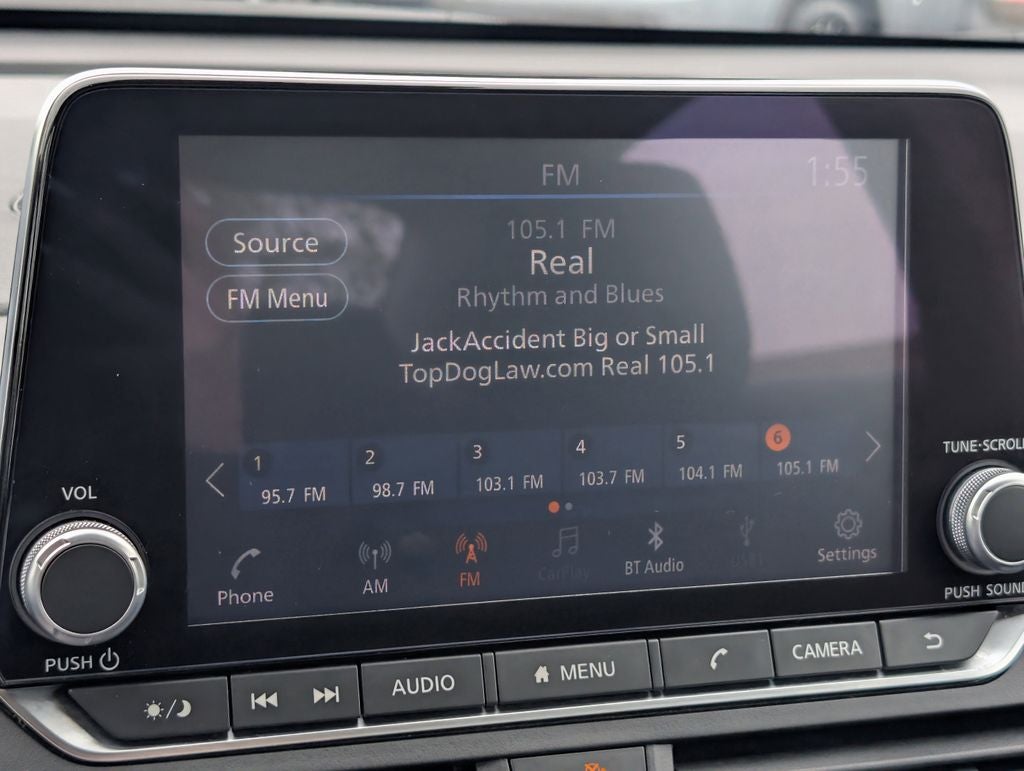 FM
1:55
Source
105.1 FM
Real
FM Menu
Rhythm and Blues
JackAccident Big or Small
TopDogLaw.com Real 105.1
1 2 3 4 5 6
95.7 FM 98.7 FM 103.1 FM 103.7 FM 104.1 FM 105.1 FM
Phone AM FM CarPlay BT Audio USB1 Settings
VOL
PUSH
TUNE·SCROLL
PUSH SOUND
AUDIO
MENU
CAMERA